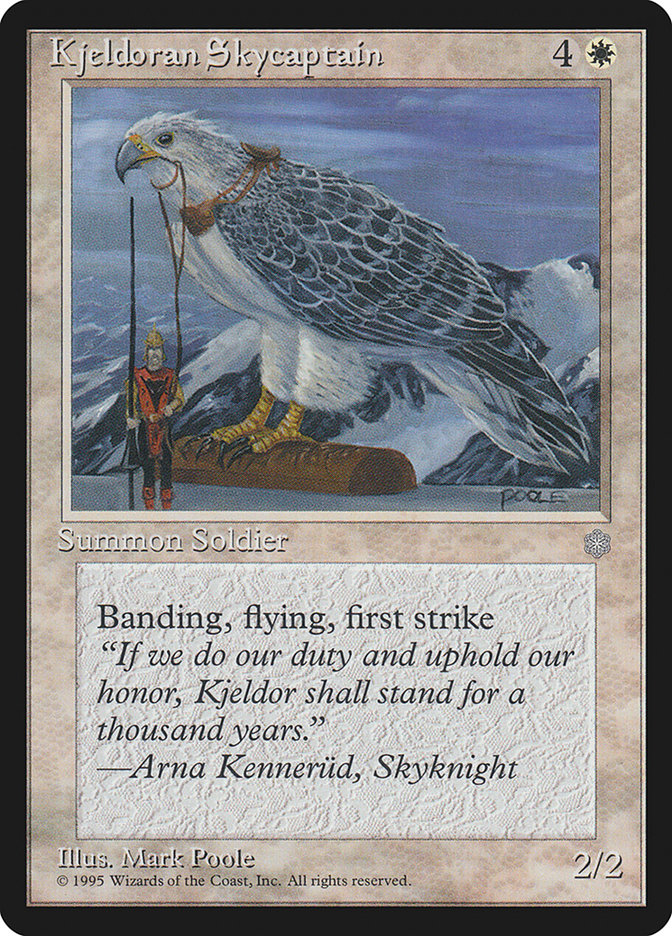 Kjeldoran Skycaptain 4
POOLE
Summon Soldier
Banding, flying, first strike
“If we do our duty and uphold our
honor, Kjeldor shall stand for a
thousand years.”
—Arna Kennerüd, Skyknight
Illus. Mark Poole
2/2
© 1995 Wizards of the Coast, Inc. All rights reserved.